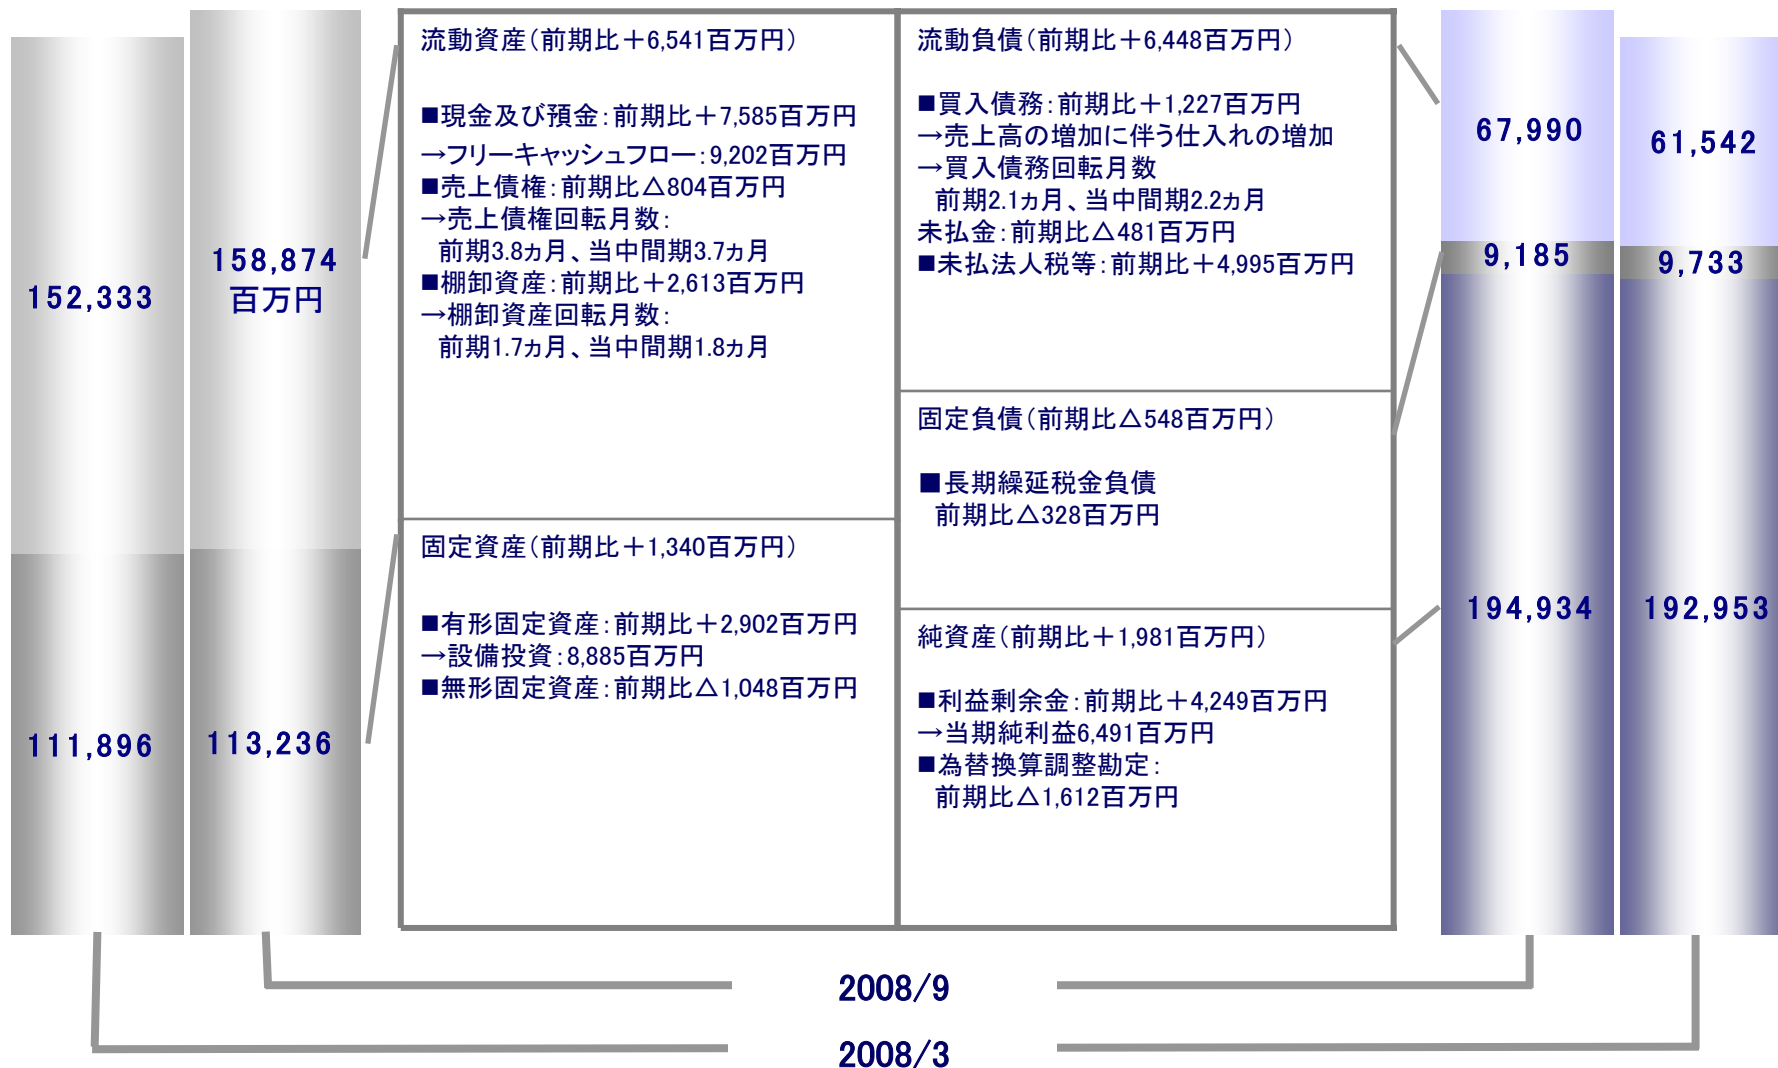 152,333
111,896
158,874
百万円
113,236
流動資産(前期比+6,541百万円)
■現金及び預金:前期比+7,585百万円
→フリーキャッシュフロー:9,202百万円
■売上債権:前期比△804百万円
→売上債権回転月数:
前期3.8ヵ月、当中間期3.7ヵ月
■棚卸資産:前期比+2,613百万円
→棚卸資産回転月数:
前期1.7ヵ月、当中間期1.8ヵ月
固定資産(前期比+1,340百万円)
■有形固定資産:前期比+2,902百万円
→設備投資:8,885百万円
■無形固定資産:前期比△1,048百万円
流動負債(前期比+6,448百万円)
■買入債務:前期比+1,227百万円
→売上高の増加に伴う仕入れの増加
→買入債務回転月数
前期2.1ヵ月、当中間期2.2ヵ月
未払金:前期比△481百万円
■未払法人税等:前期比+4,995百万円
固定負債(前期比△548百万円)
■長期繰延税金負債
前期比△328百万円
純資産(前期比+1,981百万円)
■利益剰余金:前期比+4,249百万円
→当期純利益6,491百万円
■為替換算調整勘定:
前期比△1,612百万円
67,990
9,185
194,934
61,542
9,733
192,953
2008/9
2008/3